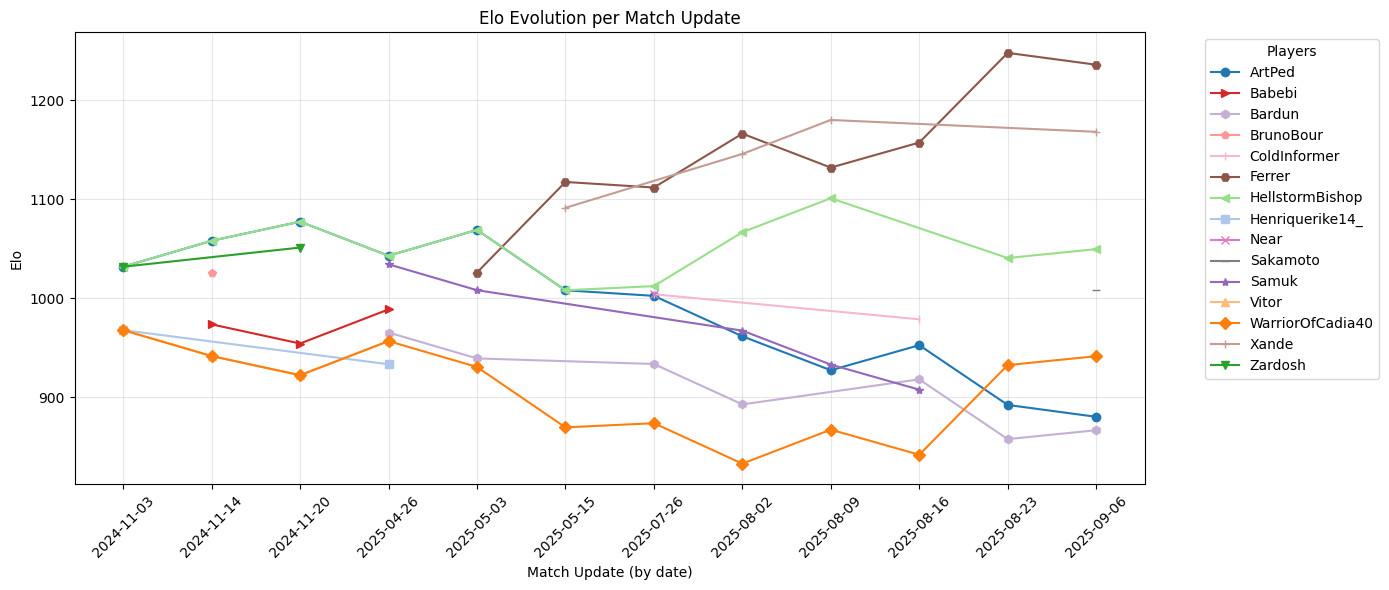 Elo Evolution per Match Update
Elo
1200
1100
1000
900
2024-11-03
2024-11-14
2024-11-20
2025-04-26
2025-05-03
2025-05-15
2025-07-26
2025-08-02
2025-08-09
2025-08-16
2025-08-23
2025-09-06
Match Update (by date)
Players
ArtPed
Babebi
Bardun
BrunoBour
ColdInformer
Ferrer
HellstormBishop
Henriquerike14_
Near
Sakamoto
Samuk
Vitor
WarriorOfCadia40
Xande
Zardosh